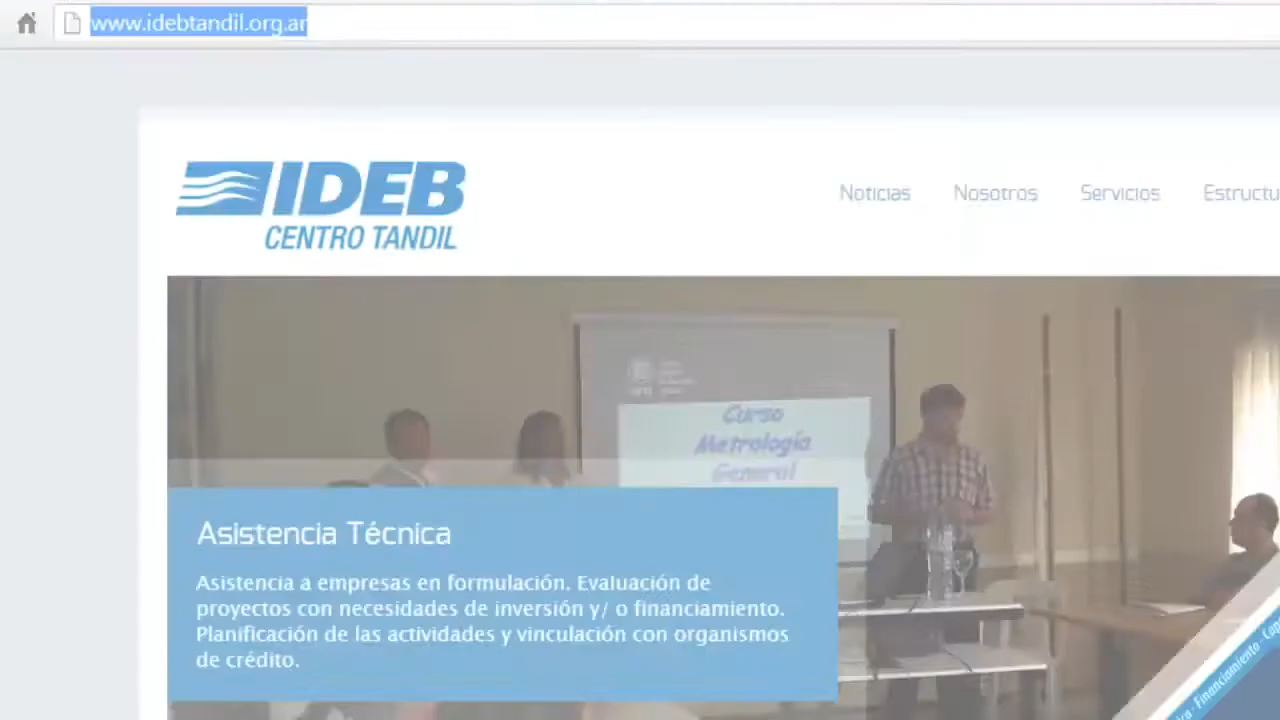 www.idebtandil.org.ar
IDEB
CENTRO TANDIL
Noticias Nosotros Servicios Estructu
Curso
Metrología
General
Asistencia Técnica
Asistencia a empresas en formulación. Evaluación de
proyectos con necesidades de inversión y/ o financiamiento.
Planificación de las actividades y vinculación con organismos
de crédito.
Financiamiento